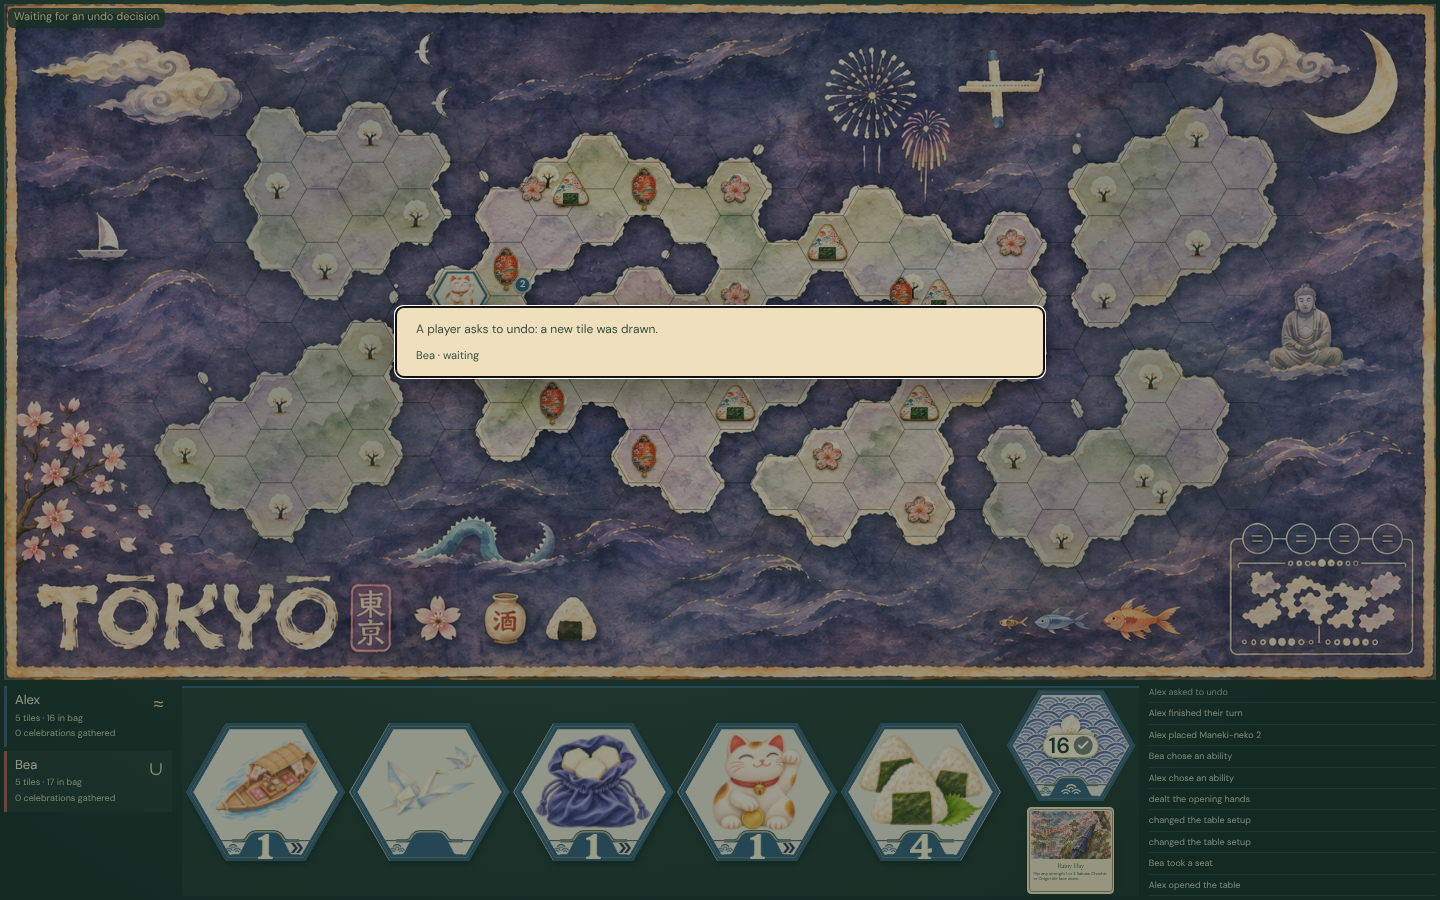 Waiting for an undo decision
2
A player asks to undo: a new tile was drawn.
Bea · waiting
TŌKYŌ
東京
酒
Alex
5 tiles · 16 in bag
0 celebrations gathered
Bea
5 tiles · 17 in bag
0 celebrations gathered
1 »
1 »
1 »
4
16
Rainy Day
Alex asked to undo
Alex finished their turn
Alex placed Maneki-neko 2
Bea chose an ability
Alex chose an ability
dealt the opening hands
changed the table setup
changed the table setup
Bea took a seat
Alex opened the table